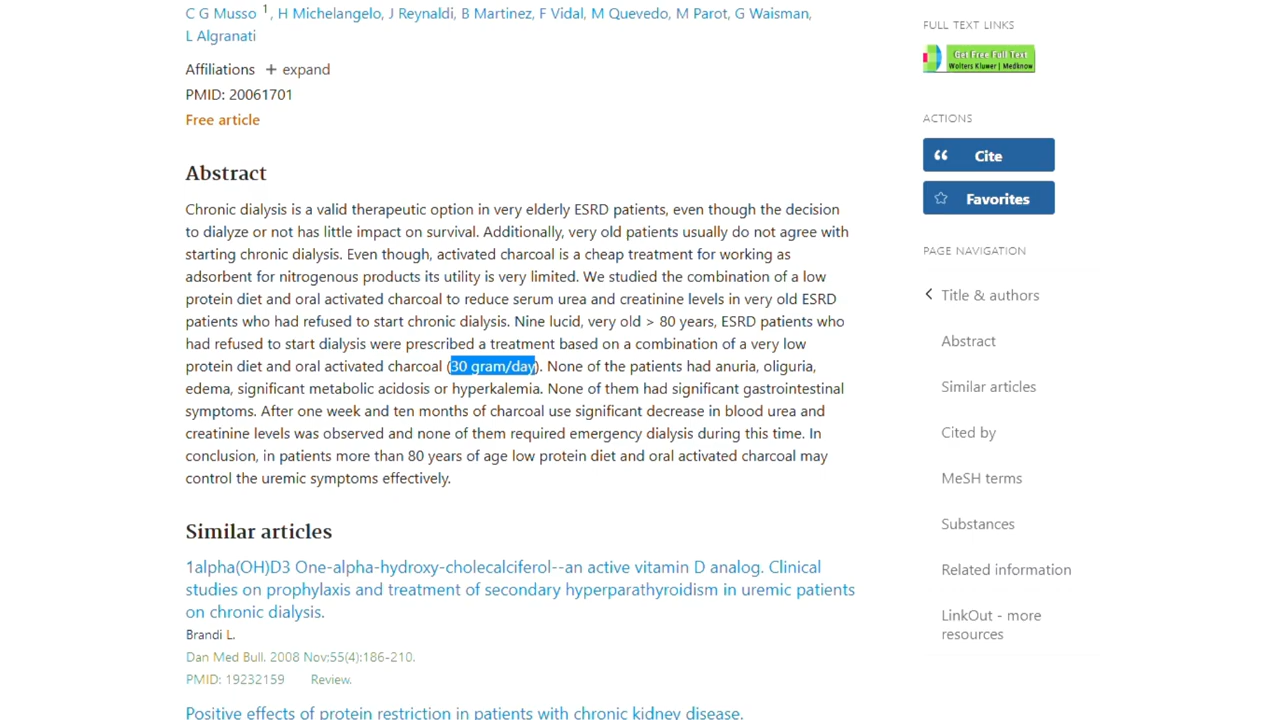 C G Musso 1, H Michelangelo, J Reynaldi, B Martinez, F Vidal, M Quevedo, M Parot, G Waisman,
L Algranati
Affiliations + expand
PMID: 20061701
Free article
Abstract
Chronic dialysis is a valid therapeutic option in very elderly ESRD patients, even though the decision
to dialyze or not has little impact on survival. Additionally, very old patients usually do not agree with
starting chronic dialysis. Even though, activated charcoal is a cheap treatment for working as
adsorbent for nitrogenous products its utility is very limited. We studied the combination of a low
protein diet and oral activated charcoal to reduce serum urea and creatinine levels in very old ESRD
patients who had refused to start chronic dialysis. Nine lucid, very old > 80 years, ESRD patients who
had refused to start dialysis were prescribed a treatment based on a combination of a very low
protein diet and oral activated charcoal (30 gram/day). None of the patients had anuria, oliguria,
edema, significant metabolic acidosis or hyperkalemia. None of them had significant gastrointestinal
symptoms. After one week and ten months of charcoal use significant decrease in blood urea and
creatinine levels was observed and none of them required emergency dialysis during this time. In
conclusion, in patients more than 80 years of age low protein diet and oral activated charcoal may
control the uremic symptoms effectively.
Similar articles
1alpha(OH)D3 One-alpha-hydroxy-cholecalciferol--an active vitamin D analog. Clinical
studies on prophylaxis and treatment of secondary hyperparathyroidism in uremic patients
on chronic dialysis.
Brandi L.
Dan Med Bull. 2008 Nov;55(4):186-210.
PMID: 19232159 Review.
Positive effects of protein restriction in patients with chronic kidney disease.
FULL TEXT LINKS
Get Free Full Text
Wolters Kluwer | Medknow
ACTIONS
Cite
Favorites
PAGE NAVIGATION
Title & authors
Abstract
Similar articles
Cited by
MeSH terms
Substances
Related information
LinkOut - more
resources